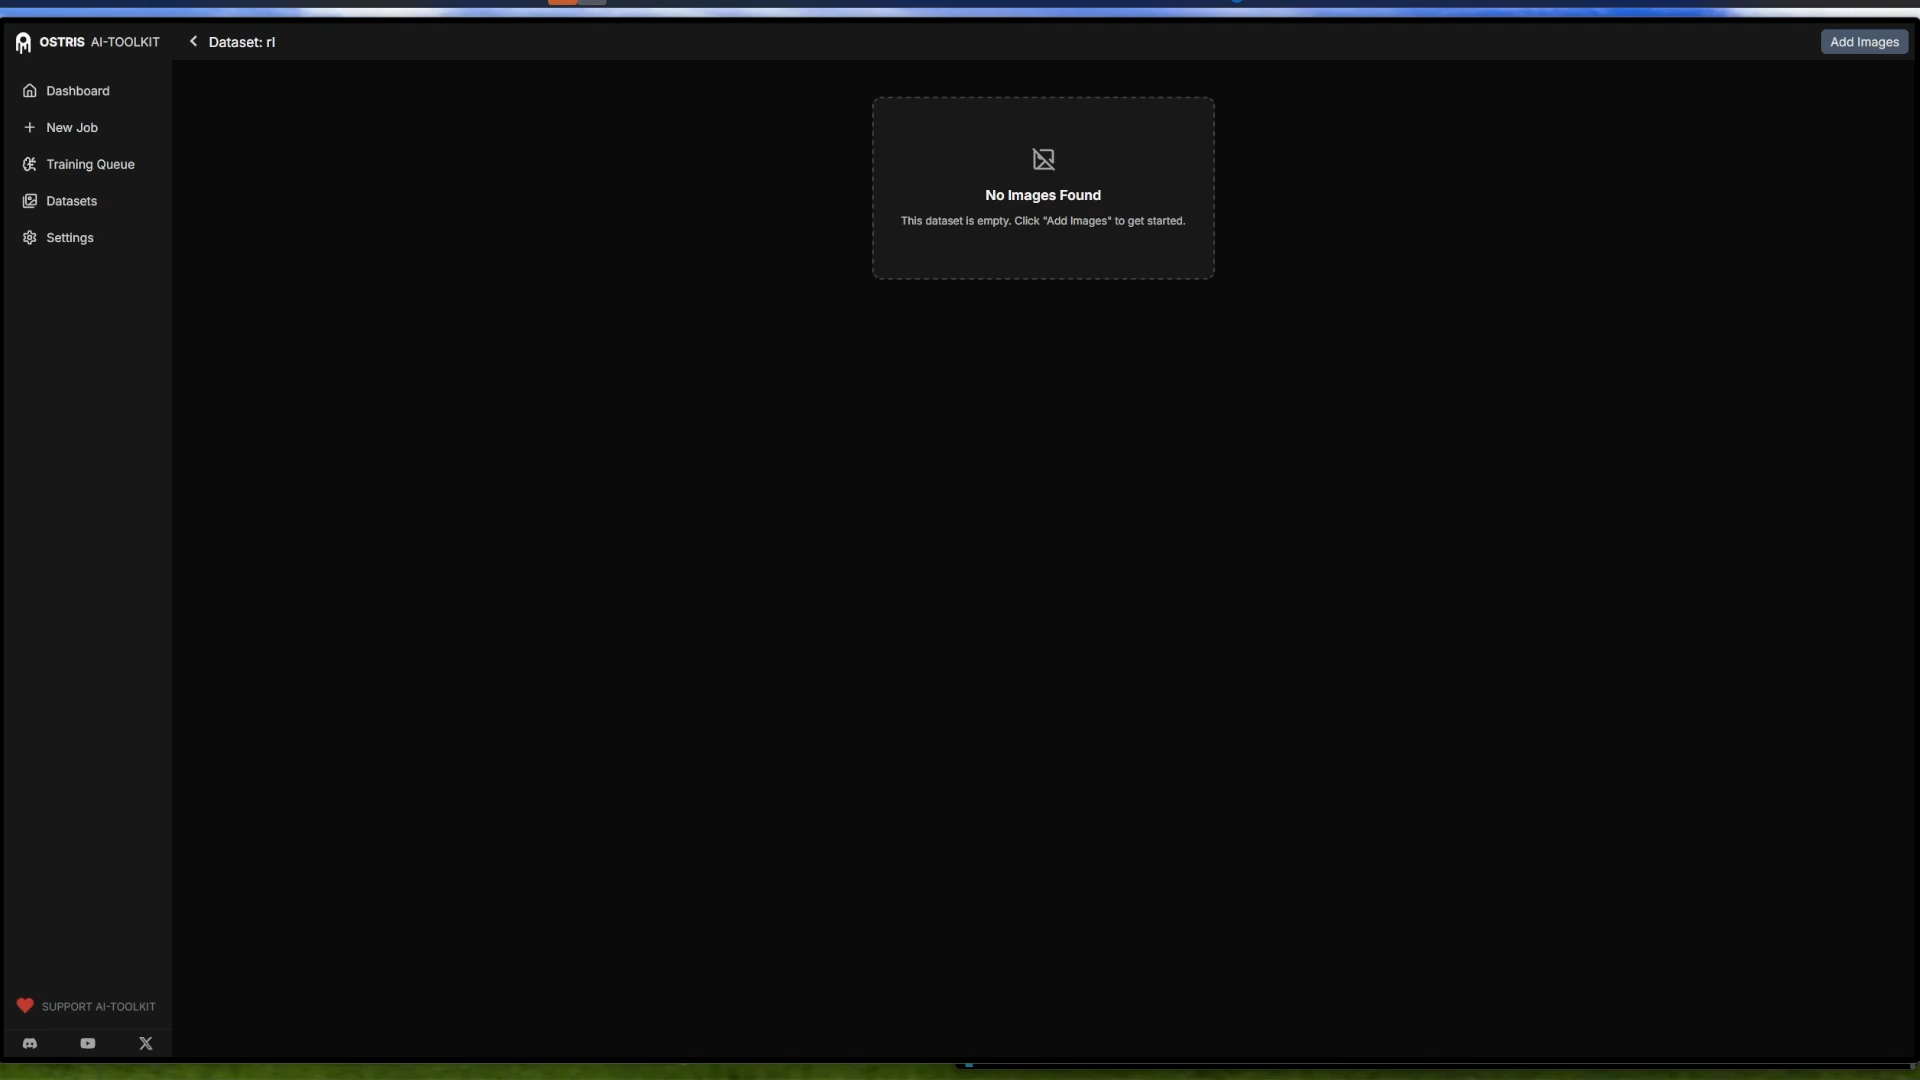 OSTRIS AI-TOOLKIT
Dataset: rl
Add Images
Dashboard
New Job
Training Queue
Datasets
Settings
No Images Found
This dataset is empty. Click "Add Images" to get started.
SUPPORT AI-TOOLKIT